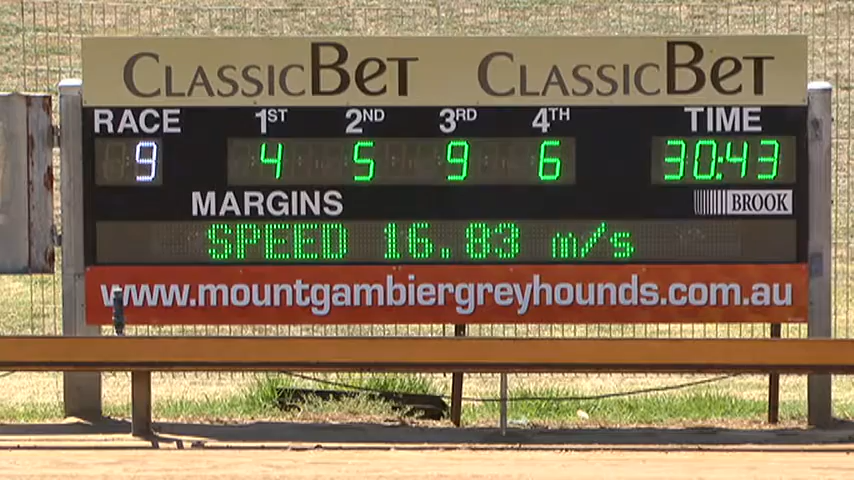 CLASSICBET CLASSICBET
RACE 1ST 2ND 3RD 4TH TIME
9 4 5 9 6 30:43
MARGINS BROOK
SPEED 16.83 m/s
www.mountgambiergreyhounds.com.au